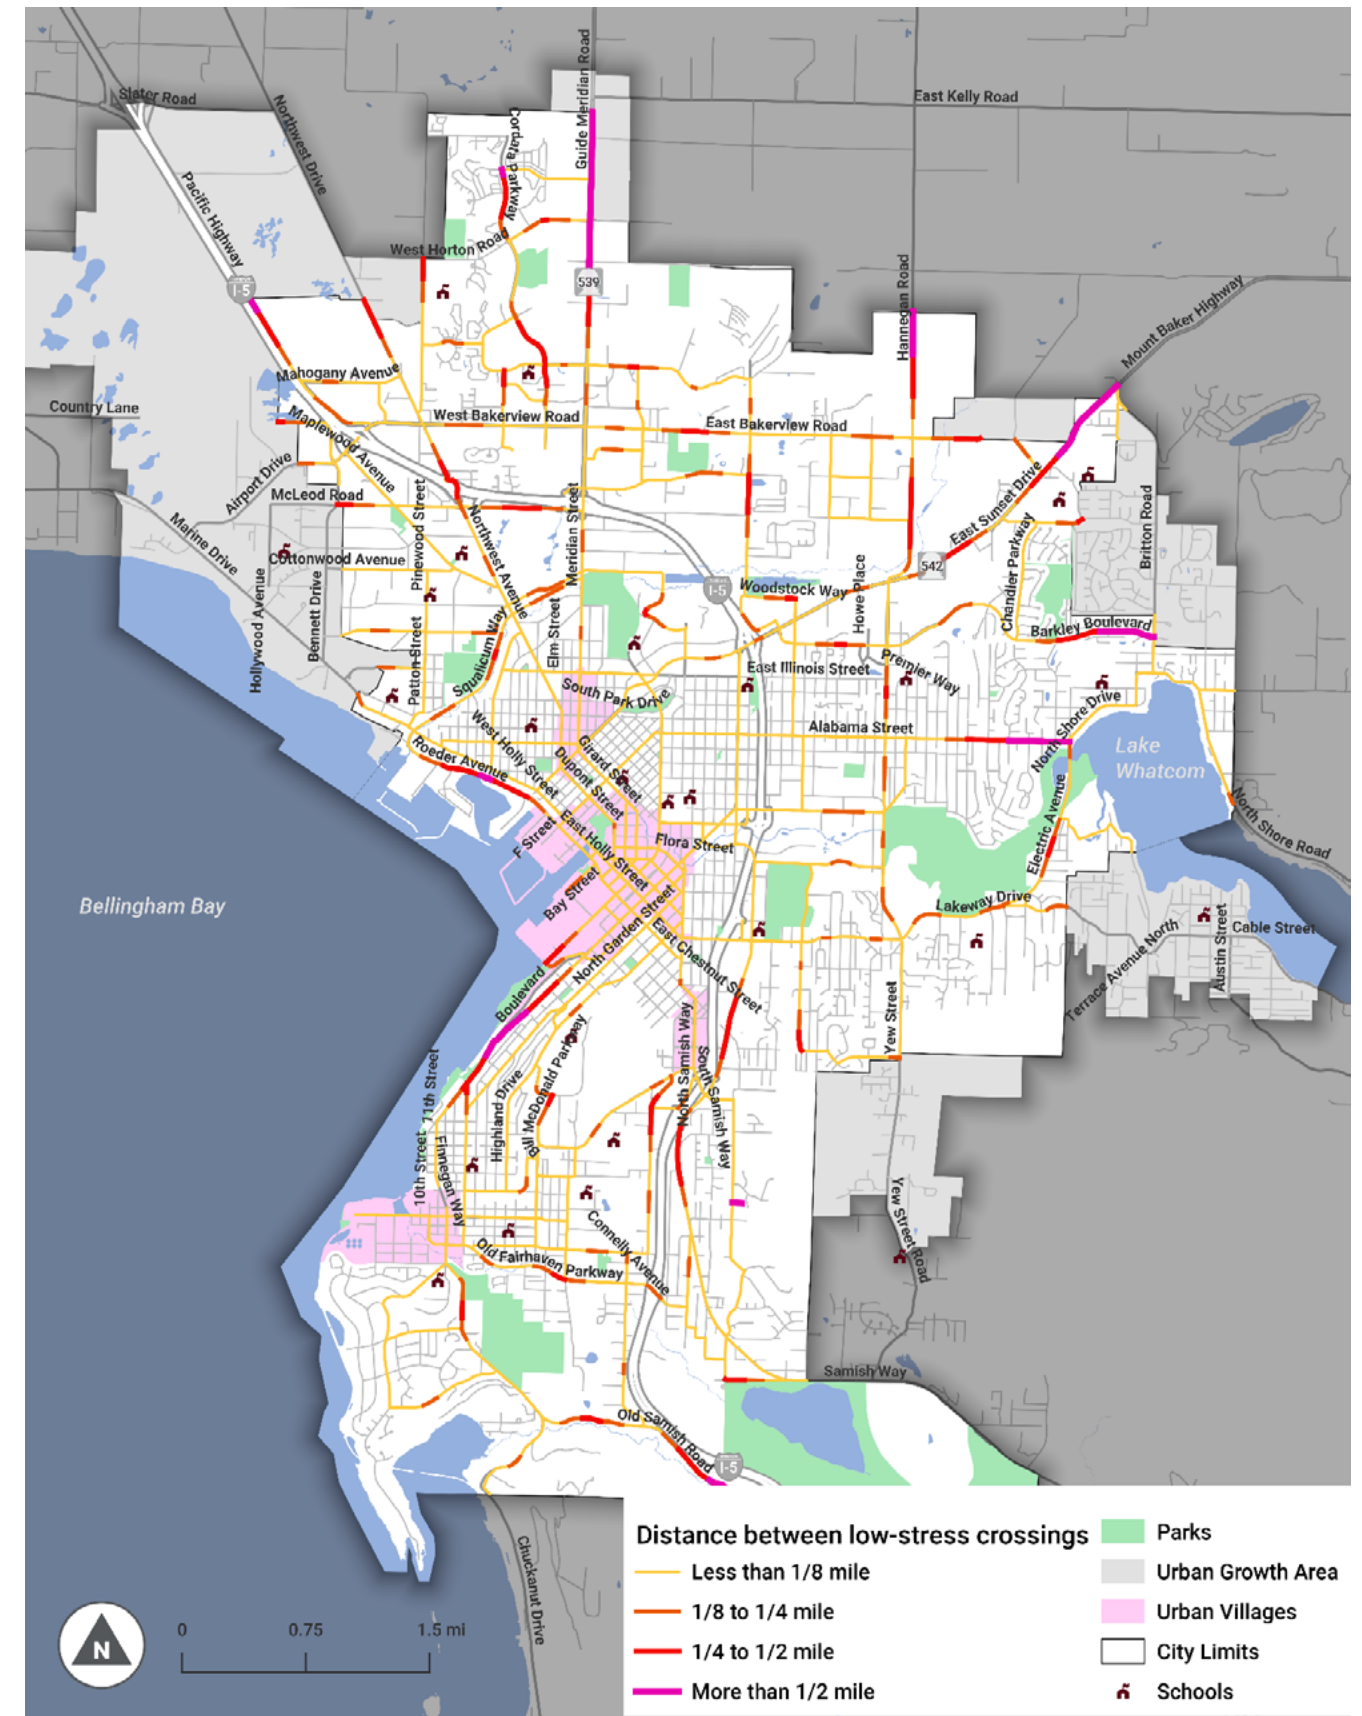 Slater Road
Northwest Drive
Guide Meridian Road
Cordata Parkway
East Kelly Road
Pacific Highway
West Horton Road
I-5
539
Hannegan Road
Mount Baker Highway
Mahogany Avenue
Country Lane
Maplewood Avenue
West Bakerview Road
East Bakerview Road
Airport Drive
McLeod Road
Marine Drive
Pinewood Street
Northwest Avenue
Meridian Street
East Sunset Drive
Chandler Parkway
Britton Road
Cottonwood Avenue
542
I-5
Woodstock Way
Howe Place
Hollywood Avenue
Bennett Drive
Patton Street
Squalicum Way
Elm Street
Barkley Boulevard
East Illinois Street
Premier Way
South Park Drive
Alabama Street
North Shore Drive
Lake
Whatcom
Roeder Avenue
West Holly Street
Girard Street
Dupont Street
Electric Avenue
North Shore Road
F Street
East Holly Street
Flora Street
Bay Street
Lakeway Drive
Bellingham Bay
North Garden Street
East Chestnut Street
Cable Street
Austin Street
Terrace Avenue North
Boulevard
Yew Street
11th Street
Highland Drive
Bill McDonald Parkway
North Samish Way
South Samish Way
10th Street
Finnegan Way
Connelly Avenue
Yew Street Road
Old Fairhaven Parkway
Samish Way
Old Samish Road
I-5
Chuckanut Drive
N
0 0.75 1.5 mi
Distance between low-stress crossings
Less than 1/8 mile
1/8 to 1/4 mile
1/4 to 1/2 mile
More than 1/2 mile
Parks
Urban Growth Area
Urban Villages
City Limits
Schools